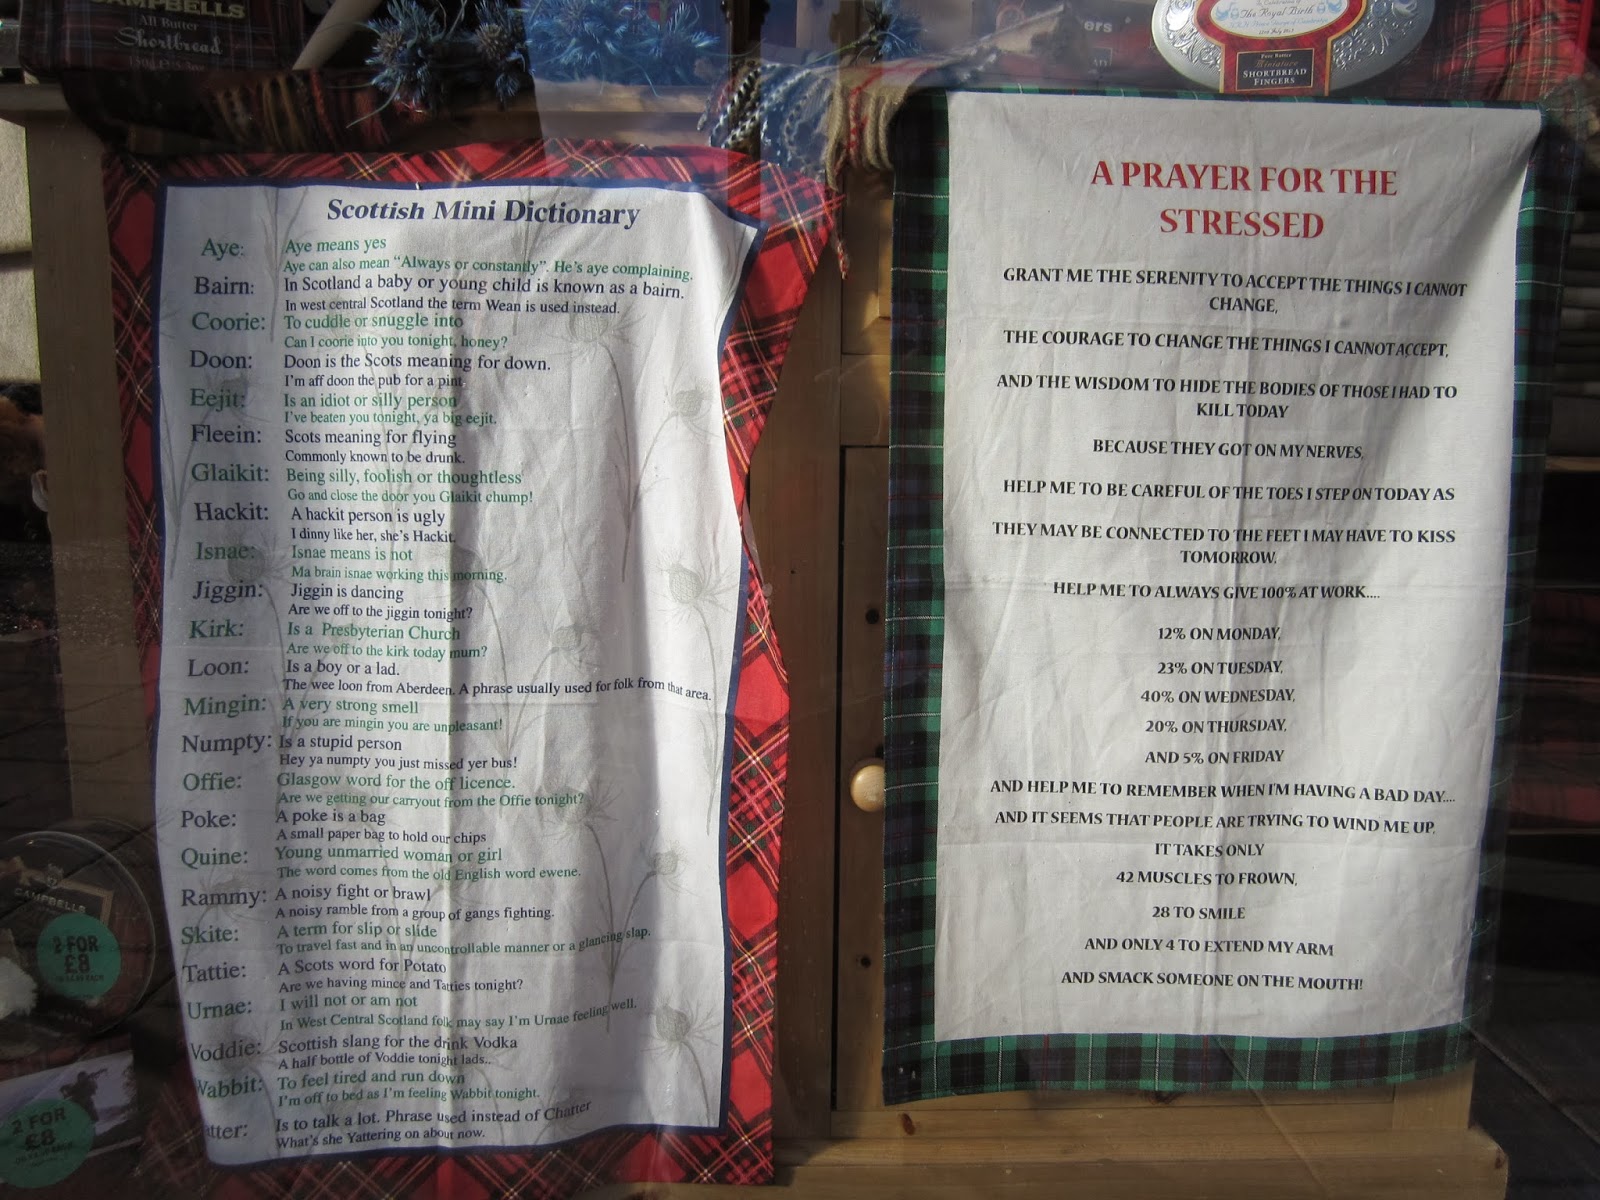 CAMPBELLS
All Butter
Shortbread
The Royal Birth
Pure Butter
Miniature
SHORTBREAD
FINGERS
Scottish Mini Dictionary
Aye: Aye means yes
Aye can also mean “Always or constantly”. He's aye complaining.
Bairn: In Scotland a baby or young child is known as a bairn.
In west central Scotland the term Wean is used instead.
Coorie: To cuddle or snuggle into
Can I coorie into you tonight, honey?
Doon: Doon is the Scots meaning for down.
I'm aff doon the pub for a pint.
Eejit: Is an idiot or silly person
I've beaten you tonight, ya big eejit.
Fleein: Scots meaning for flying
Commonly known to be drunk.
Glaikit: Being silly, foolish or thoughtless
Go and close the door you Glaikit chump!
Hackit: A hackit person is ugly
I dinny like her, she's Hackit.
Isnae: Isnae means is not
Ma brain isnae working this morning.
Jiggin: Jiggin is dancing
Are we off to the jiggin tonight?
Kirk: Is a Presbyterian Church
Are we off to the kirk today mum?
Loon: Is a boy or a lad.
The wee loon from Aberdeen. A phrase usually used for folk from that area.
Mingin: A very strong smell
If you are mingin you are unpleasant!
Numpty: Is a stupid person
Hey ya numpty you just missed yer bus!
Offie: Glasgow word for the off licence.
Are we getting our carryout from the Offie tonight?
Poke: A poke is a bag
A small paper bag to hold our chips
Quine: Young unmarried woman or girl
The word comes from the old English word ewene.
Rammy: A noisy fight or brawl
A noisy ramble from a group of gangs fighting.
Skite: A term for slip or slide
To travel fast and in an uncontrollable manner or a glancing slap.
Tattie: A Scots word for Potato
Are we having mince and Tatties tonight?
Urnae: I will not or am not
In West Central Scotland folk may say I'm Urnae feeling well.
Voddie: Scottish slang for the drink Vodka
A half bottle of Voddie tonight lads..
Wabbit: To feel tired and run down
I'm off to bed as I'm feeling Wabbit tonight.
atter: Is to talk a lot. Phrase used instead of Chatter
What's she Yattering on about now.
A PRAYER FOR THE
STRESSED
GRANT ME THE SERENITY TO ACCEPT THE THINGS I CANNOT
CHANGE,
THE COURAGE TO CHANGE THE THINGS I CANNOT ACCEPT,
AND THE WISDOM TO HIDE THE BODIES OF THOSE I HAD TO
KILL TODAY
BECAUSE THEY GOT ON MY NERVES,
HELP ME TO BE CAREFUL OF THE TOES I STEP ON TODAY AS
THEY MAY BE CONNECTED TO THE FEET I MAY HAVE TO KISS
TOMORROW.
HELP ME TO ALWAYS GIVE 100% AT WORK....
12% ON MONDAY,
23% ON TUESDAY,
40% ON WEDNESDAY,
20% ON THURSDAY,
AND 5% ON FRIDAY
AND HELP ME TO REMEMBER WHEN I'M HAVING A BAD DAY....
AND IT SEEMS THAT PEOPLE ARE TRYING TO WIND ME UP,
IT TAKES ONLY
42 MUSCLES TO FROWN,
28 TO SMILE
AND ONLY 4 TO EXTEND MY ARM
AND SMACK SOMEONE ON THE MOUTH!
CAMPBELLS
2 FOR
£8
2 FOR
£8